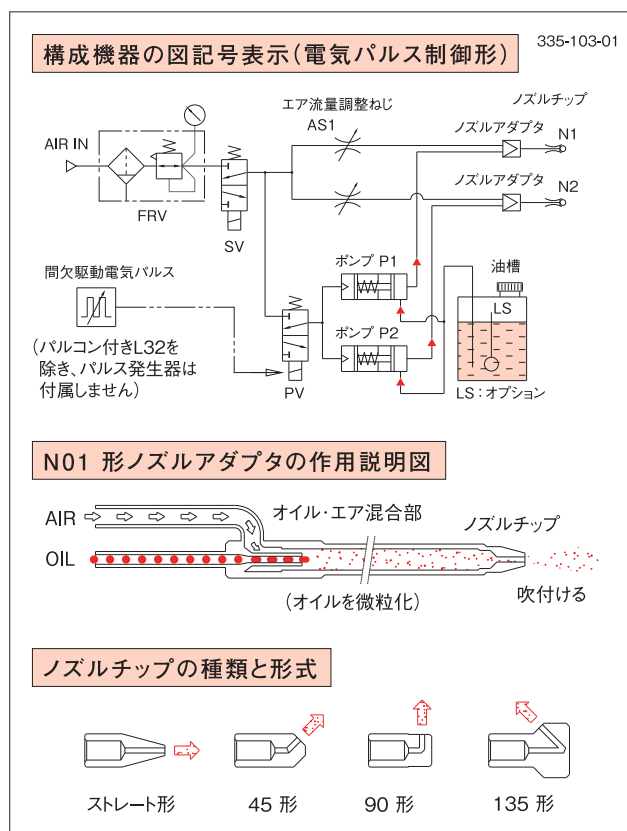 335-103-01
構成機器の図記号表示(電気パルス制御形)
エア流量調整ねじ
AS1
ノズルチップ
ノズルアダプタ
N1
AIR IN
ノズルアダプタ
N2
FRV
SV
間欠駆動電気パルス
ポンプ P1
油槽
LS
(パルコン付きL32を
除き、パルス発生器は
付属しません)
ポンプ P2
PV
LS:オプション
N01 形ノズルアダプタの作用説明図
AIR
オイル・エア混合部
ノズルチップ
OIL
(オイルを微粒化)
吹付ける
ノズルチップの種類と形式
ストレート形
45 形
90 形
135 形